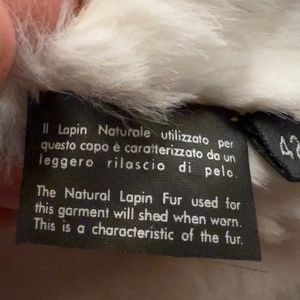 Il Lapin Naturale utilizzato per
questo capo è caratterizzato da un
leggero rilascio di pelo.
The Natural Lapin Fur used for
this garment will shed when worn.
This is a characteristic of the fur.
42